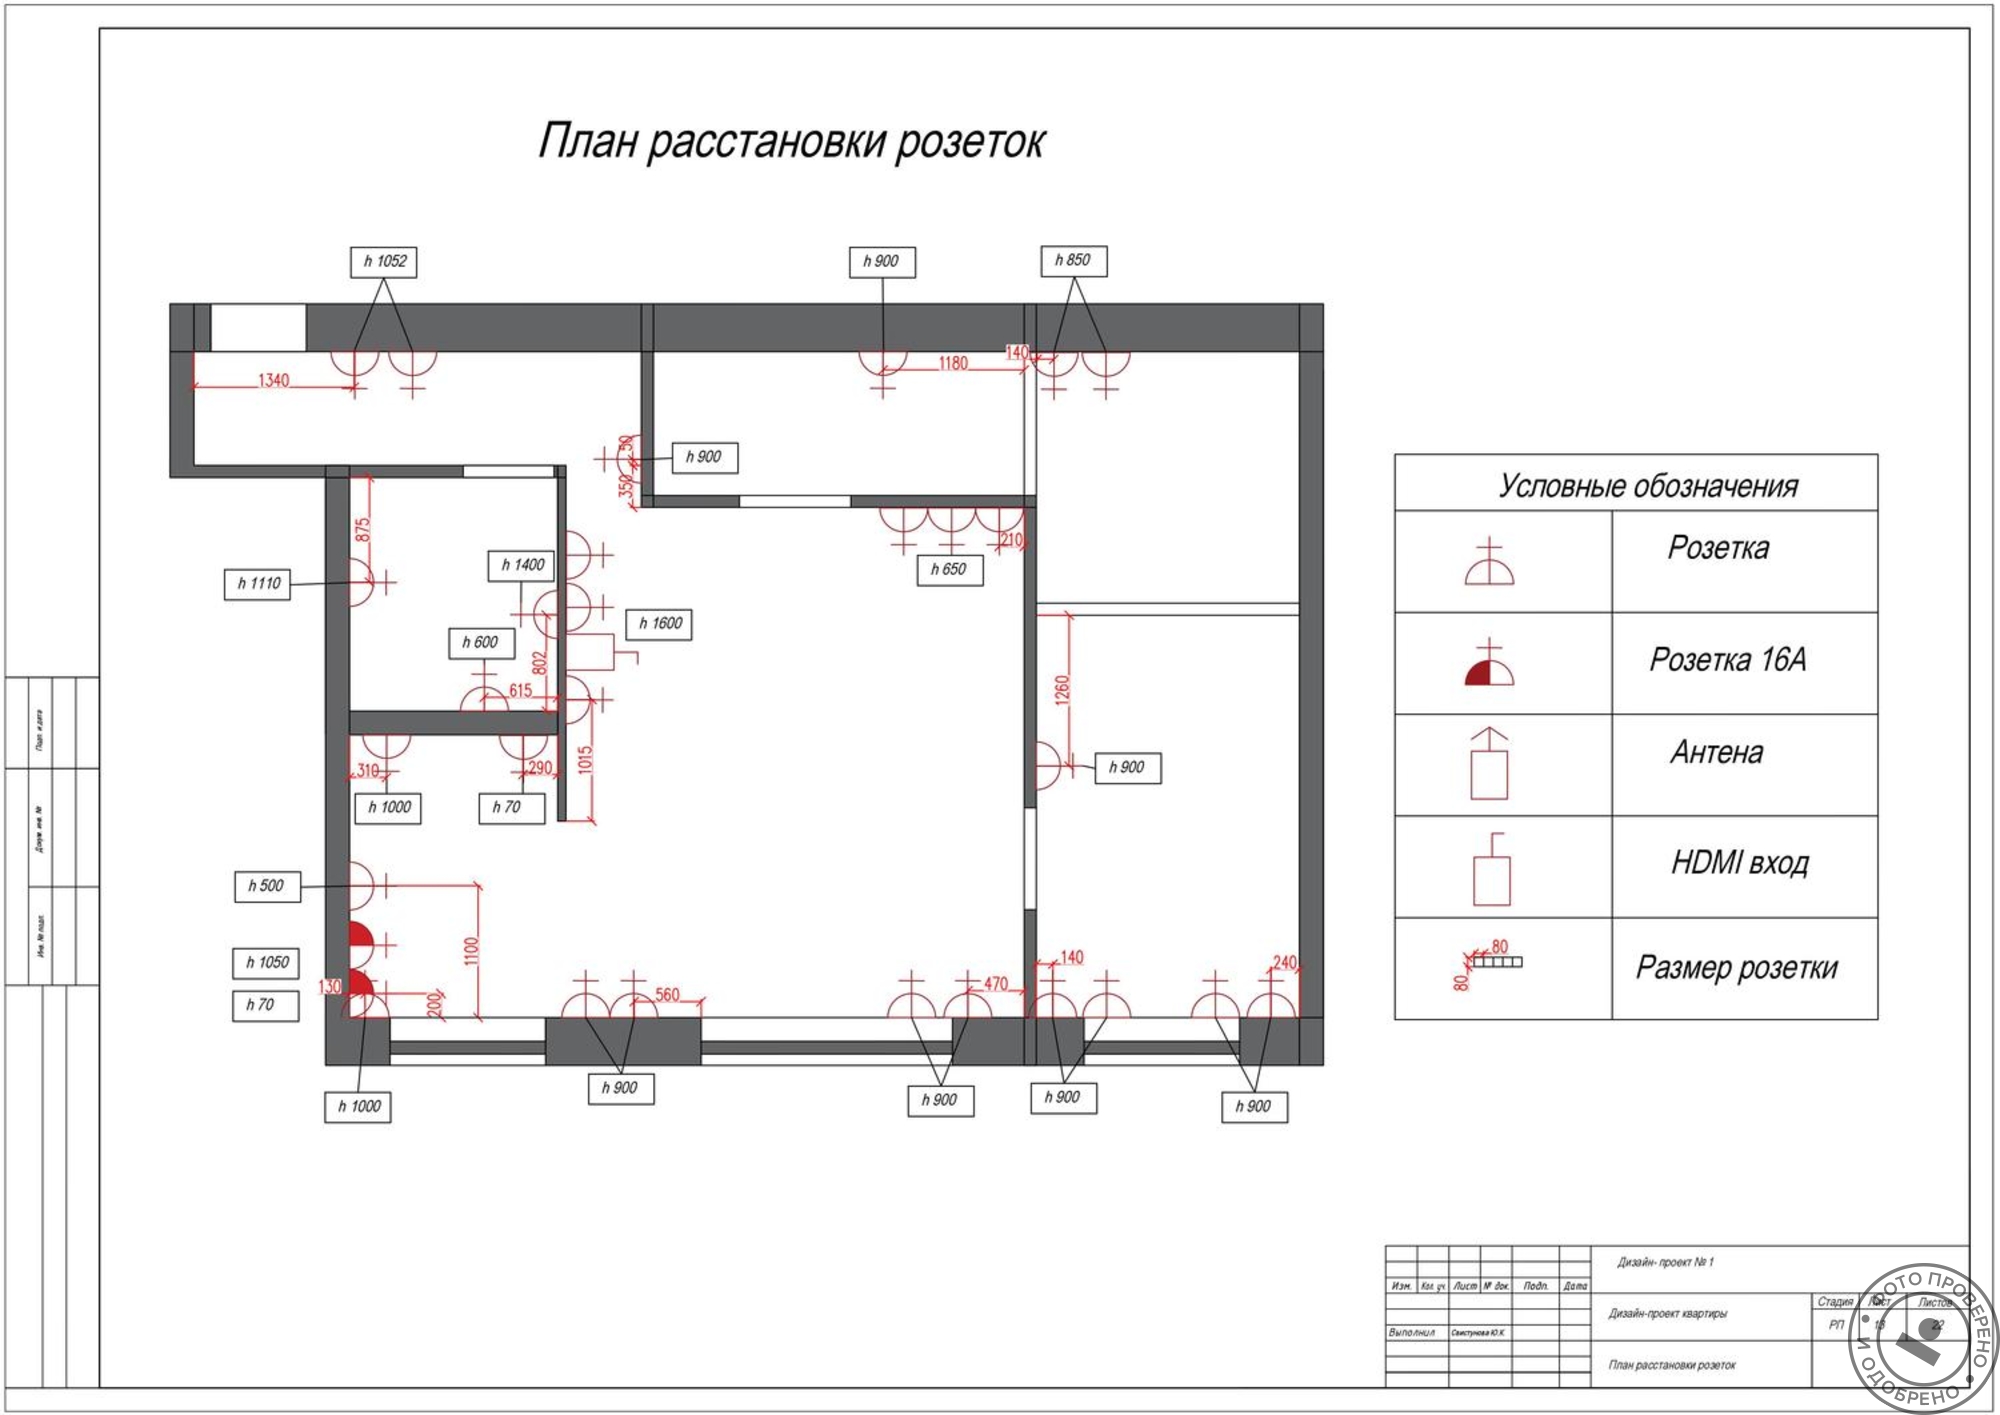 План расстановки розеток
h 1052
h 900
h 850
1340
1180
140
50
350
h 900
875
h 1110
h 1400
h 600
802
615
h 1600
210
h 650
310
290
h 1000
h 70
1015
1260
h 900
h 500
1100
h 1050
h 70
130
200
560
470
140
240
h 1000
h 900
h 900
h 900
h 900
Условные обозначения
Розетка
Розетка 16А
Антена
HDMI вход
80
80
Размер розетки
Подп. и дата
Докум. инв. №
Инв. № подл.
Дизайн- проект № 1
Изм. Кол. уч Лист № док. Подп. Дата
Дизайн-проект квартиры
Стадия Лист Листов
РП 13 22
Выполнил Свистунова Ю.К.
План расстановки розеток
ФОТО ПРОВЕРЕНО И ОДОБРЕНО